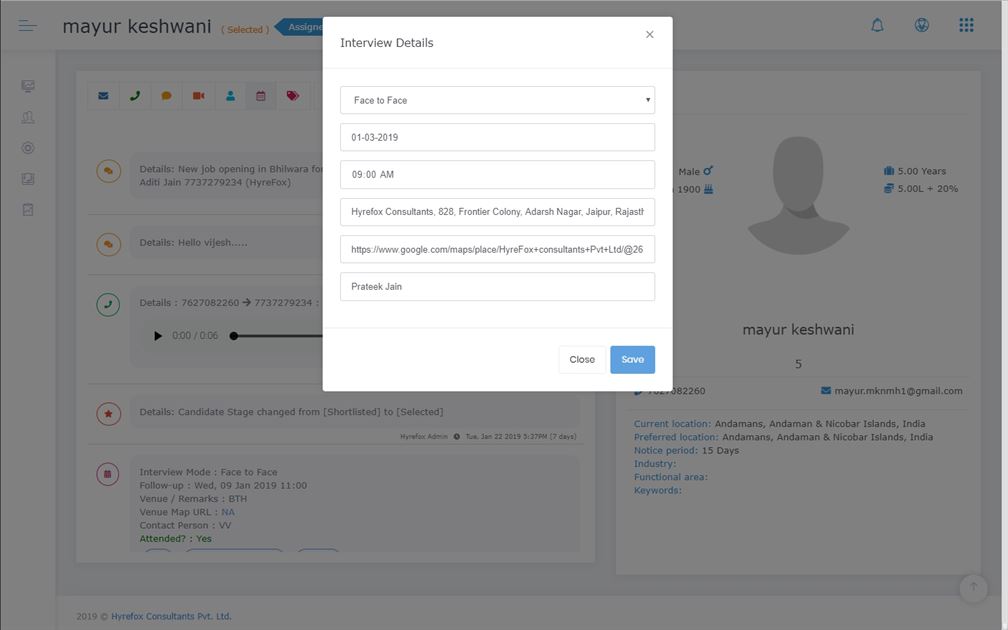 mayur keshwani ( Selected ) Assigne
Interview Details
×
Face to Face
01-03-2019
09:00 AM
Hyrefox Consultants, 828, Frontier Colony, Adarsh Nagar, Jaipur, Rajasth
https://www.google.com/maps/place/HyreFox+consultants+Pvt+Ltd/@26
Prateek Jain
Close Save
Details: New job opening in Bhilwara for
Aditi Jain 7737279234 (HyreFox)
Details: Hello vijesh.....
Details : 7627082260 → 7737279234 :
0:00 / 0:06
Details: Candidate Stage changed from [Shortlisted] to [Selected]
Hyrefox Admin Tue, Jan 22 2019 5:37PM (7 days)
Interview Mode : Face to Face
Follow-up : Wed, 09 Jan 2019 11:00
Venue / Remarks : BTH
Venue Map URL : NA
Contact Person : VV
Attended? : Yes
Male
1900
5.00 Years
5.00L + 20%
mayur keshwani
5
7627082260 mayur.mknmh1@gmail.com
Current location: Andamans, Andaman & Nicobar Islands, India
Preferred location: Andamans, Andaman & Nicobar Islands, India
Notice period: 15 Days
Industry:
Functional area:
Keywords:
2019 © Hyrefox Consultants Pvt. Ltd.